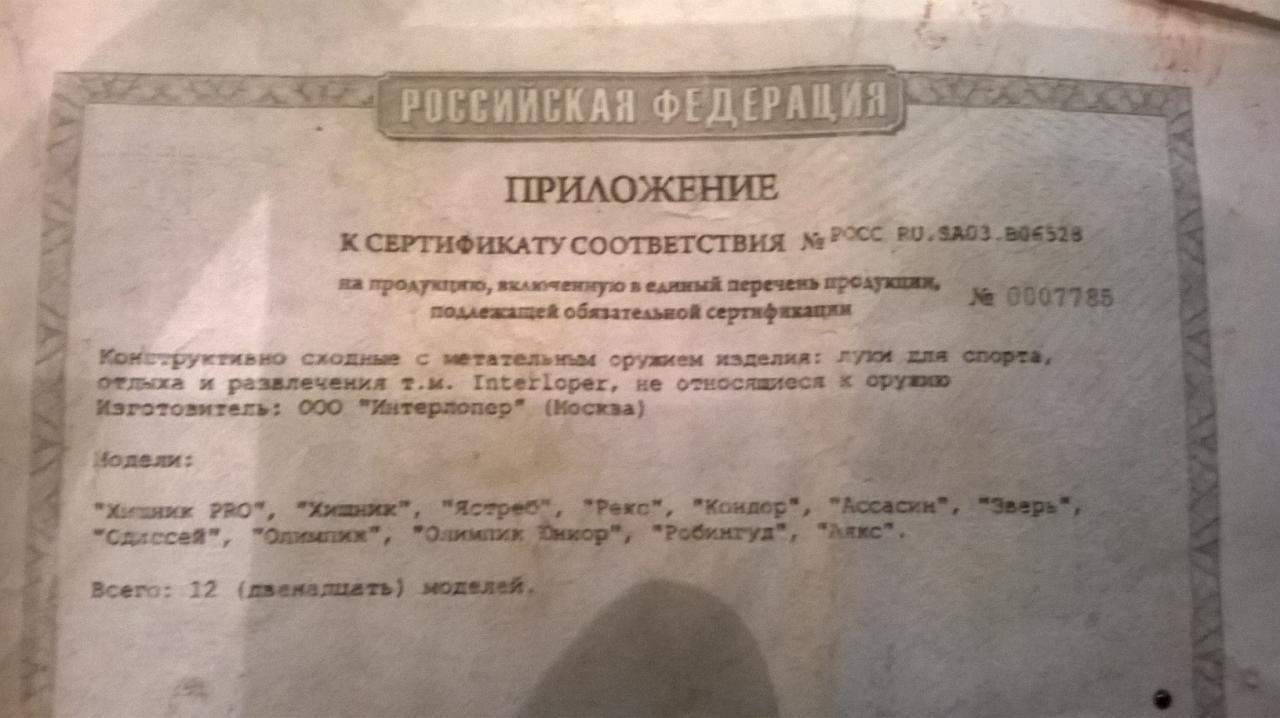 РОССИЙСКАЯ ФЕДЕРАЦИЯ
ПРИЛОЖЕНИЕ
К СЕРТИФИКАТУ СООТВЕТСТВИЯ № РОСС RU.SA03.B06528
на продукцию, включенную в единый перечень продукции,
подлежащей обязательной сертификации № 0007785
Конструктивно сходные с метательным оружием изделия: луки для спорта,
отдыха и развлечения т.м. Interloper, не относящиеся к оружию
Изготовитель: ООО "Интерлопер" (Москва)
Модели:
"Хищник PRO", "Хищник", "Ястреб", "Рекс", "Кондор", "Ассасин", "Зверь",
"Одиссей", "Олимпик", "Олимпик Юниор", "Робингуд", "Аякс".
Всего: 12 (двенадцать) моделей.